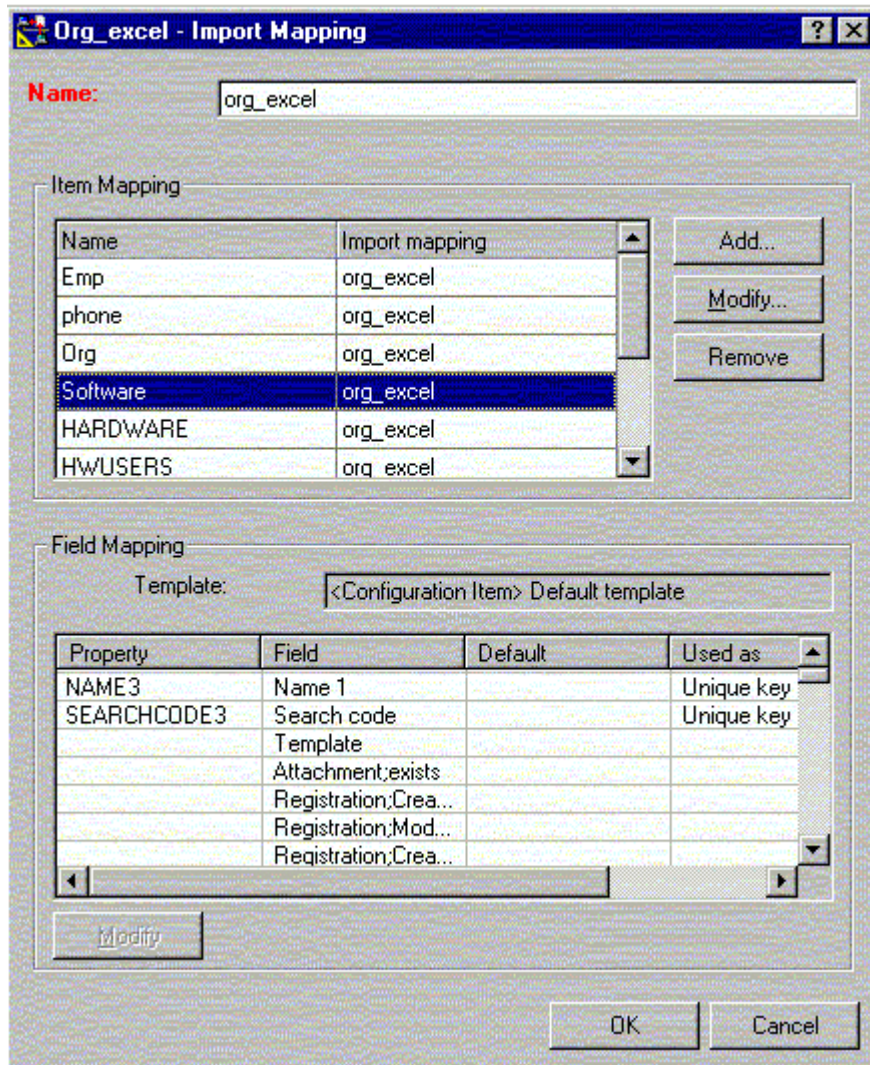 Org_excel - Import Mapping
Name: org_excel
Item Mapping
Name Import mapping
Emp org_excel
phone org_excel
Org org_excel
Software org_excel
HARDWARE org_excel
HWUSERS org_excel
Add...
Modify...
Remove
Field Mapping
Template: <Configuration Item> Default template
Property Field Default Used as
NAME3 Name 1 Unique key
SEARCHCODE3 Search code Unique key
Template
Attachment;exists
Registration;Crea...
Registration;Mod...
Registration;Crea...
Modify
OK Cancel